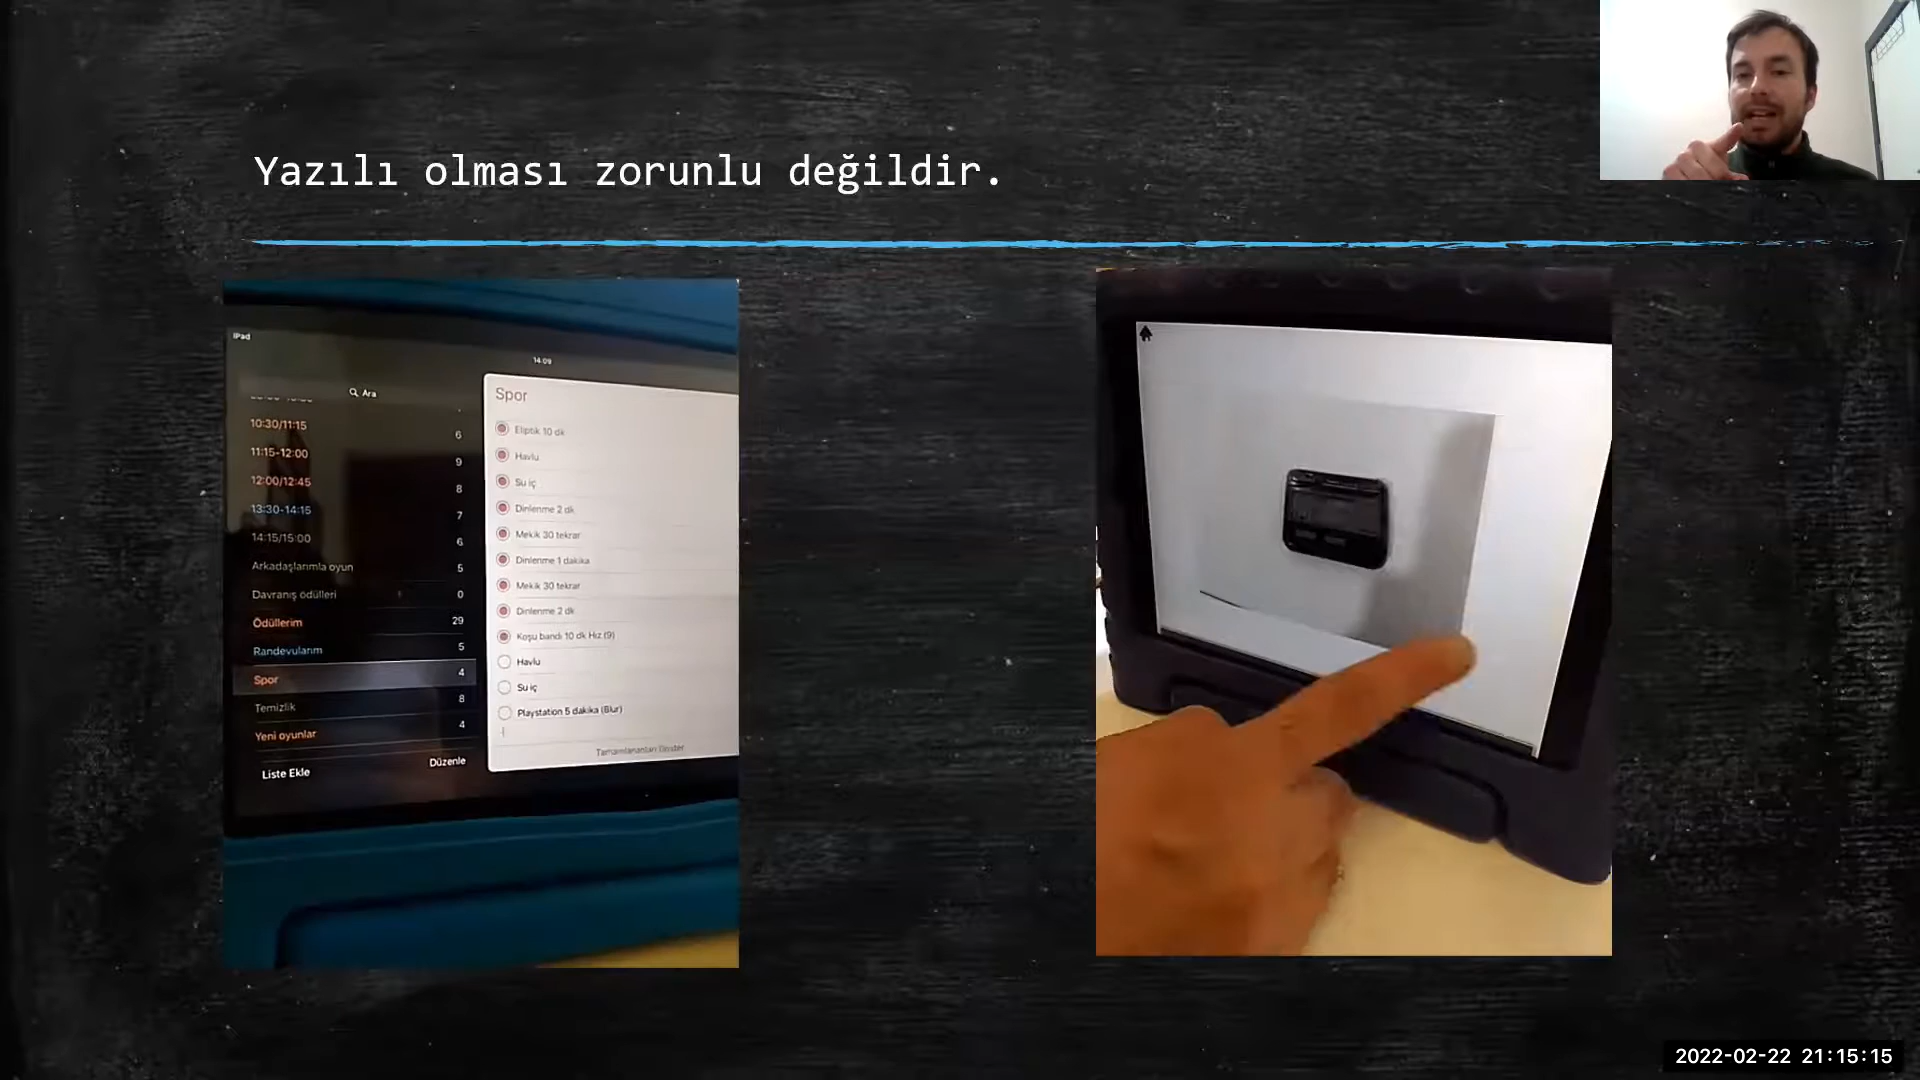 Yazılı olması zorunlu değildir.
iPad
14:09
Ara
10:30/11:15 6
11:15-12:00 9
12:00/12:45 8
13:30-14:15 7
14:15/15:00 6
Arkadaşlarımla oyun 5
Davranış ödülleri 0
Ödüllerim 29
Randevularım 5
Spor 4
Temizlik 8
Yeni oyunlar 4
Liste Ekle Düzenle
Spor
Eliptik 10 dk
Havlu
Su iç
Dinlenme 2 dk
Mekik 30 tekrar
Dinlenme 1 dakika
Mekik 30 tekrar
Dinlenme 2 dk
Koşu bandı 10 dk Hız (9)
Havlu
Su iç
Playstation 5 dakika (Blur)
Tamamlananları Göster
2022-02-22 21:15:15